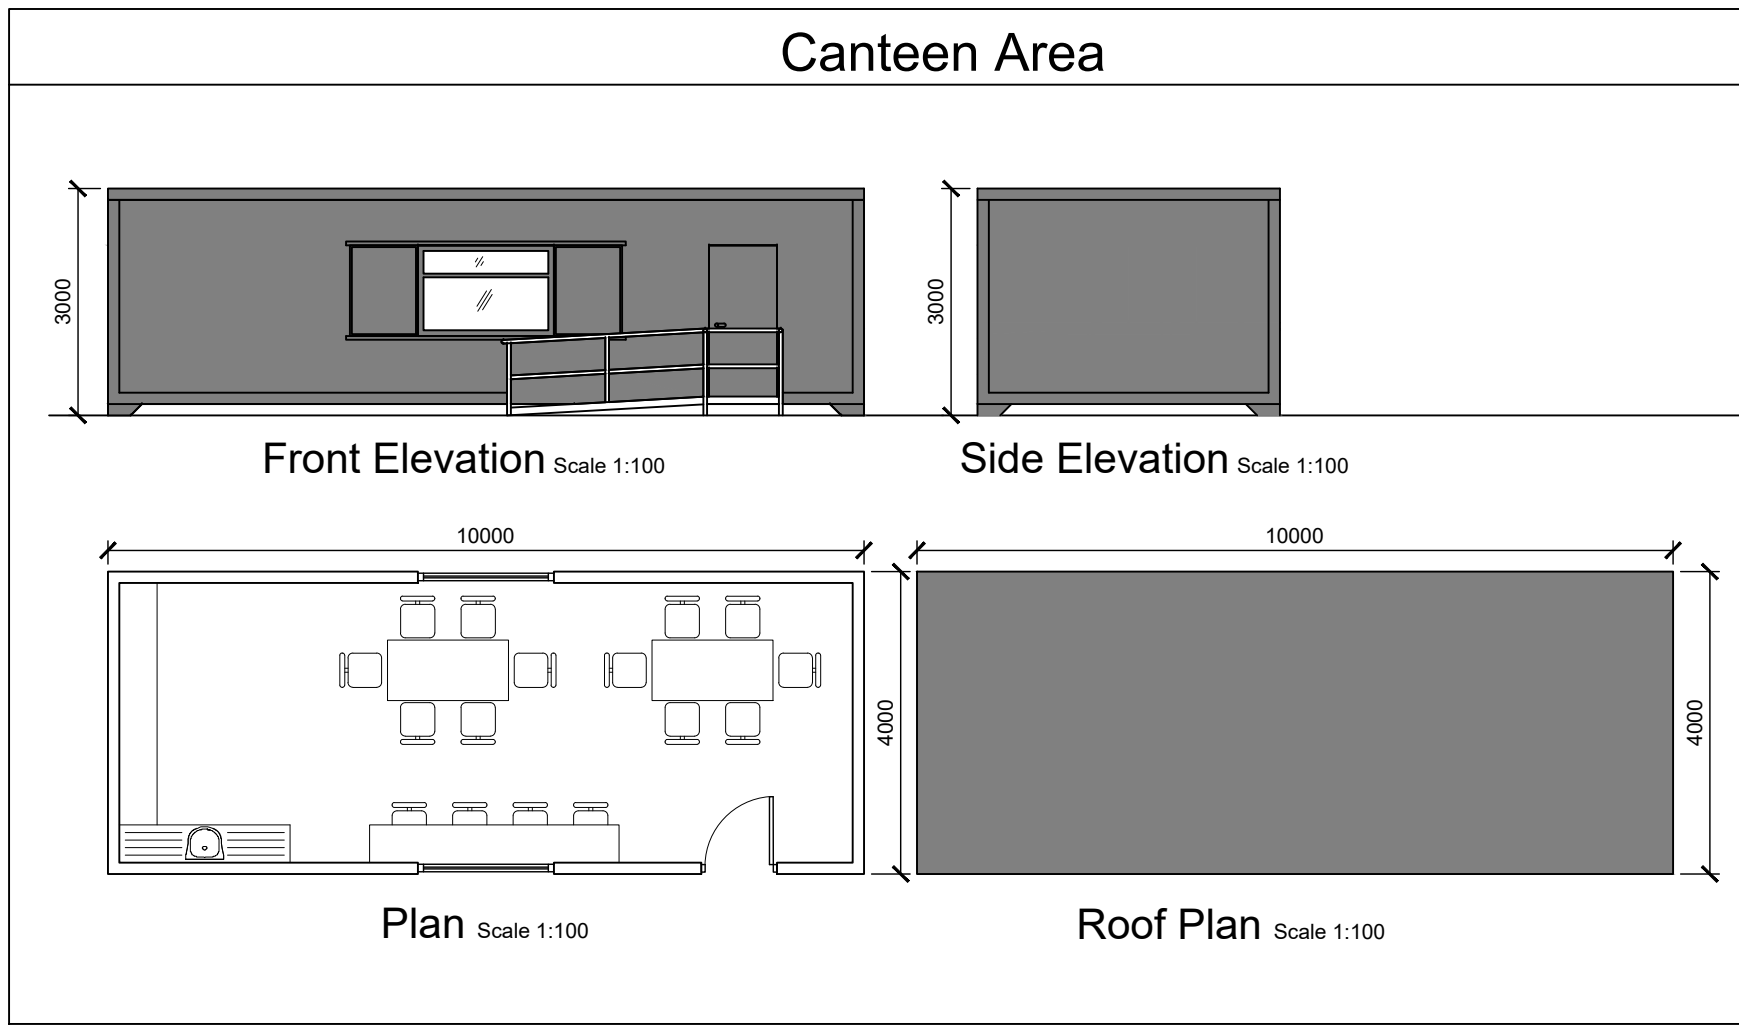 Canteen Area
3000
3000
Front Elevation Scale 1:100
Side Elevation Scale 1:100
10000
10000
4000
4000
Plan Scale 1:100
Roof Plan Scale 1:100